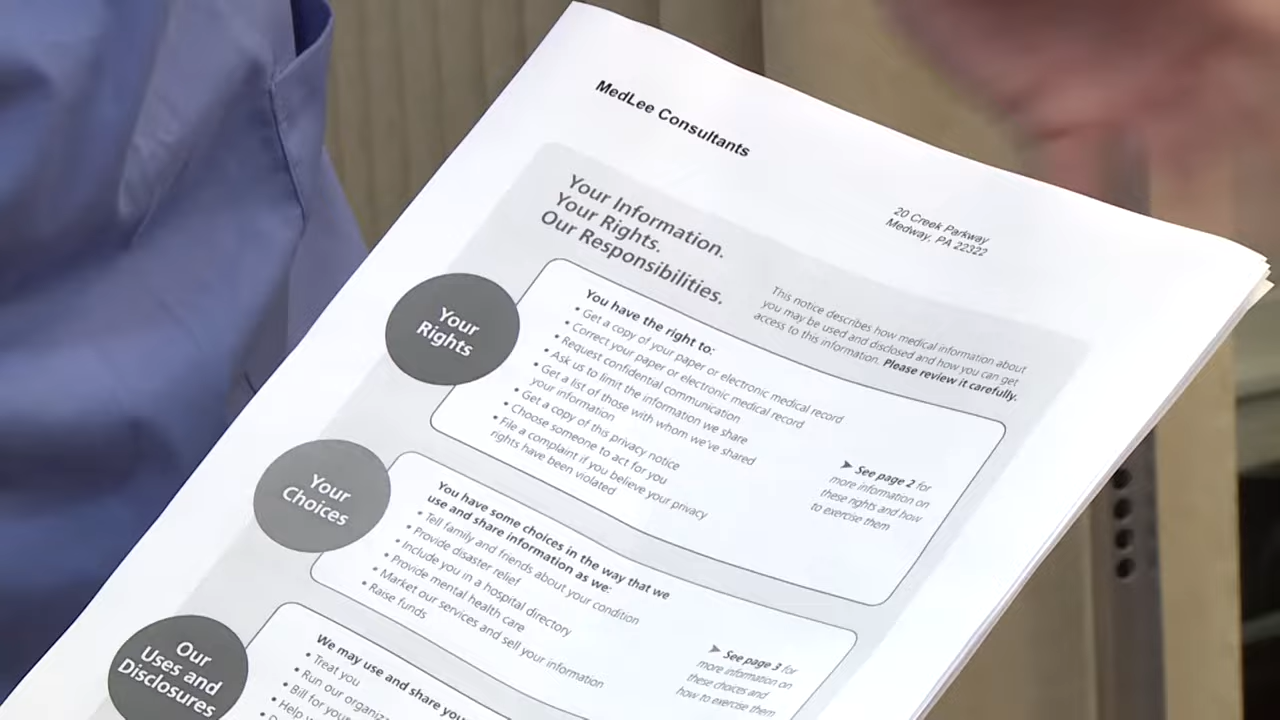 MedLee Consultants
20 Creek Parkway
Medway, PA 22322
Your Information.
Your Rights.
Our Responsibilities.
This notice describes how medical information about
you may be used and disclosed and how you can get
access to this information. Please review it carefully.
Your
Rights
You have the right to:
• Get a copy of your paper or electronic medical record
• Correct your paper or electronic medical record
• Request confidential communication
• Ask us to limit the information we share
• Get a list of those with whom we've shared
your information
• Get a copy of this privacy notice
• Choose someone to act for you
• File a complaint if you believe your privacy
rights have been violated
➤ See page 2 for
more information on
these rights and how
to exercise them
Your
Choices
You have some choices in the way that we
use and share information as we:
• Tell family and friends about your condition
• Provide disaster relief
• Include you in a hospital directory
• Provide mental health care
• Market our services and sell your information
• Raise funds
➤ See page 3 for
more information on
these choices and
how to exercise them
Our
Uses and
Disclosures
We may use and share your
• Treat you
• Run our
• Bill for your
• Help